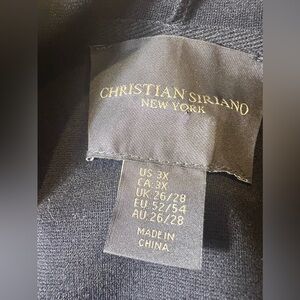 CHRISTIAN SIRIANO
NEW YORK
US 3X
CA 3X
UK 26/28
EU 52/54
AU 26/28
MADE IN
CHINA